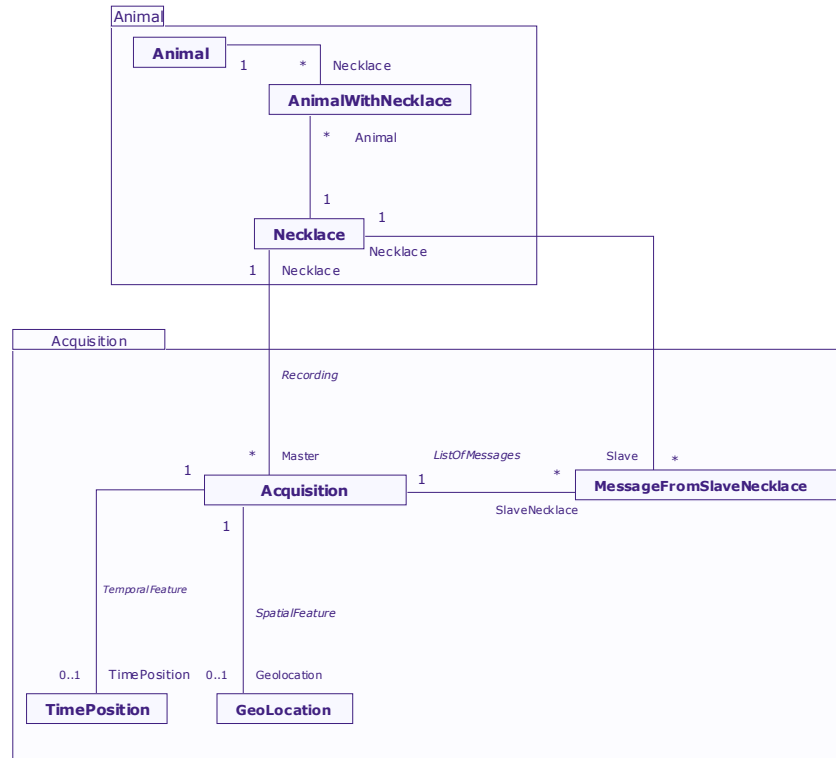 Animal
Animal
1
* Necklace
AnimalWithNecklace
* Animal
1
1
Necklace
Necklace
1 Necklace
Acquisition
Recording
* Master
ListOfMessages
Slave *
1
1
*
Acquisition
MessageFromSlaveNecklace
SlaveNecklace
1
TemporalFeature
SpatialFeature
0..1 TimePosition
0..1 Geolocation
TimePosition
GeoLocation